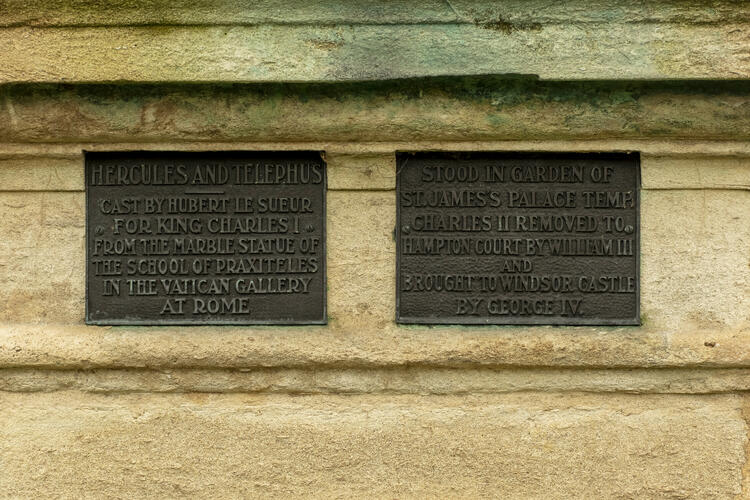 HERCULES AND TELEPHUS
CAST BY HUBERT LE SUEUR
FOR KING CHARLES I
FROM THE MARBLE STATUE OF
THE SCHOOL OF PRAXITELES
IN THE VATICAN GALLERY
AT ROME
STOOD IN GARDEN OF
ST. JAMES'S PALACE TEMP:
CHARLES II REMOVED TO
HAMPTON COURT BY WILLIAM III
AND
BROUGHT TO WINDSOR CASTLE
BY GEORGE IV.